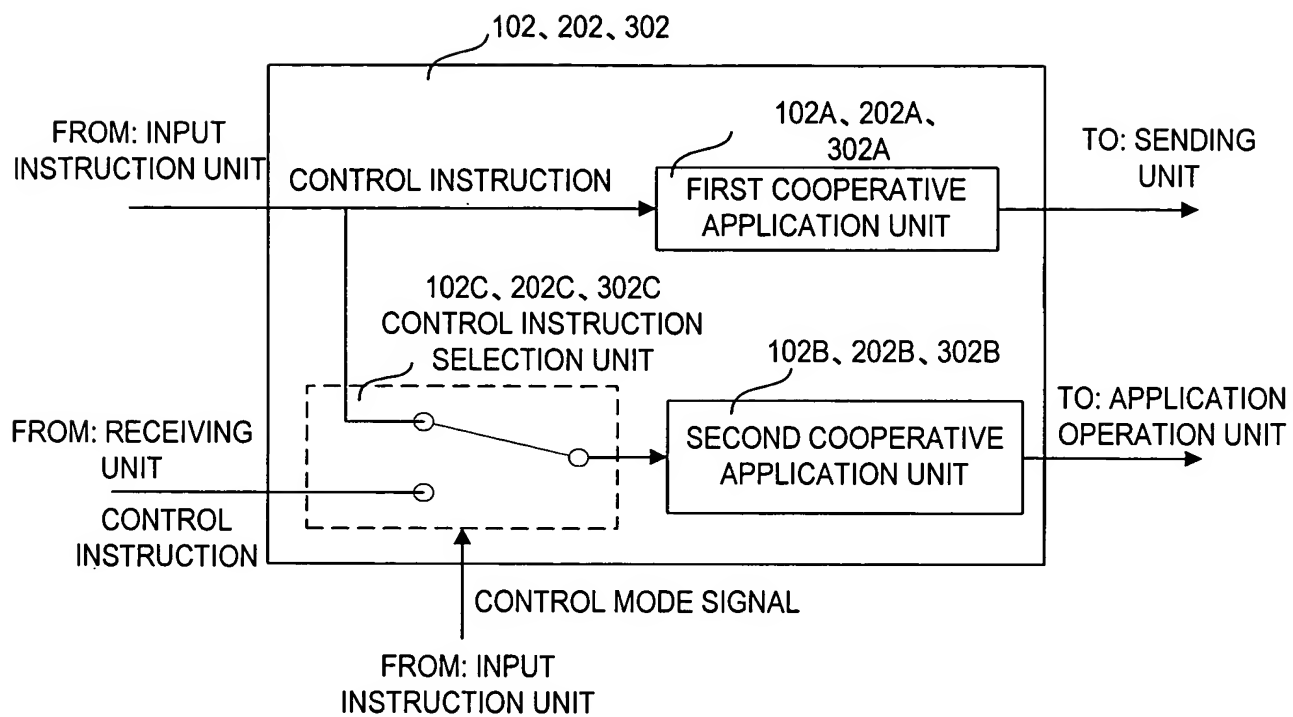 102、202、302
FROM: INPUT
INSTRUCTION UNIT
CONTROL INSTRUCTION
102A、202A、
302A
FIRST COOPERATIVE
APPLICATION UNIT
TO: SENDING
UNIT
102C、202C、302C
CONTROL INSTRUCTION
SELECTION UNIT
102B、202B、302B
SECOND COOPERATIVE
APPLICATION UNIT
TO: APPLICATION
OPERATION UNIT
FROM: RECEIVING
UNIT
CONTROL
INSTRUCTION
CONTROL MODE SIGNAL
FROM: INPUT
INSTRUCTION UNIT